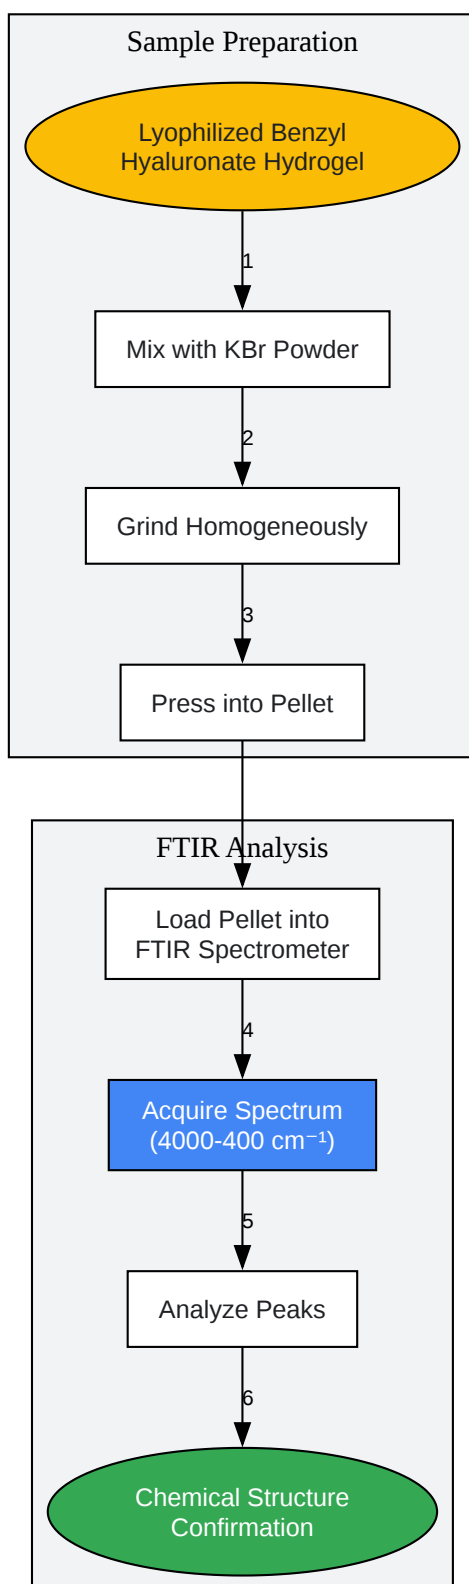 Sample Preparation
Lyophilized Benzyl
Hyaluronate Hydrogel
1
Mix with KBr Powder
2
Grind Homogeneously
3
Press into Pellet
FTIR Analysis
Load Pellet into
FTIR Spectrometer
4
Acquire Spectrum
(4000-400 cm⁻¹)
5
Analyze Peaks
6
Chemical Structure
Confirmation